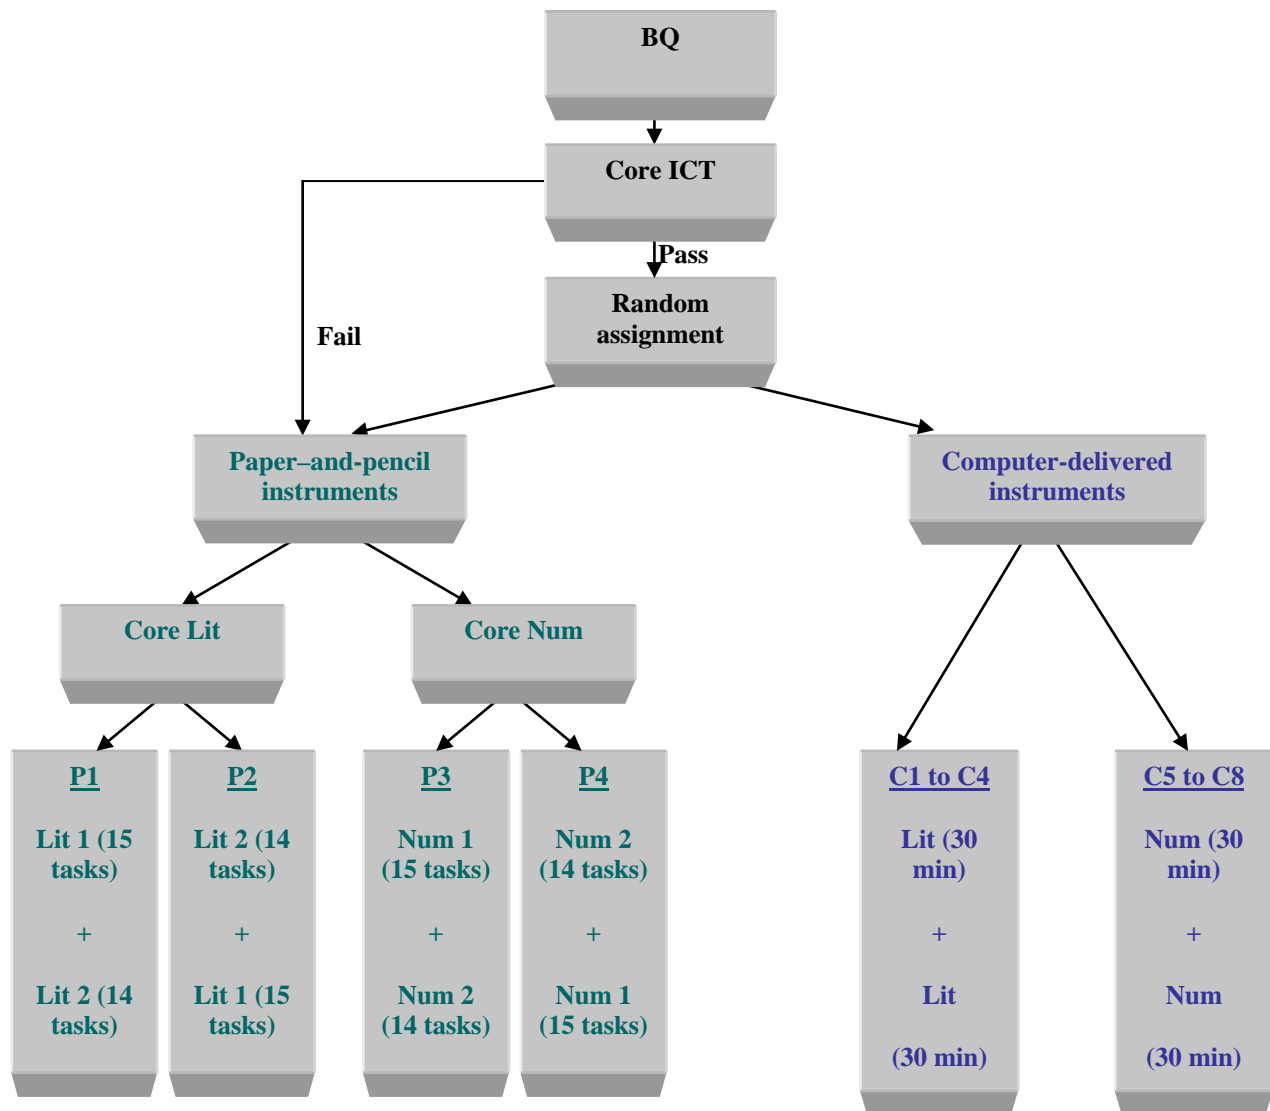 BQ
Core ICT
Pass
Random
assignment
Fail
Paper–and-pencil
instruments
Computer-delivered
instruments
Core Lit
Core Num
P1
Lit 1 (15
tasks)
+
Lit 2 (14
tasks)
P2
Lit 2 (14
tasks)
+
Lit 1 (15
tasks)
P3
Num 1
(15 tasks)
+
Num 2
(14 tasks)
P4
Num 2
(14 tasks)
+
Num 1
(15 tasks)
C1 to C4
Lit (30
min)
+
Lit
(30 min)
C5 to C8
Num (30
min)
+
Num
(30 min)